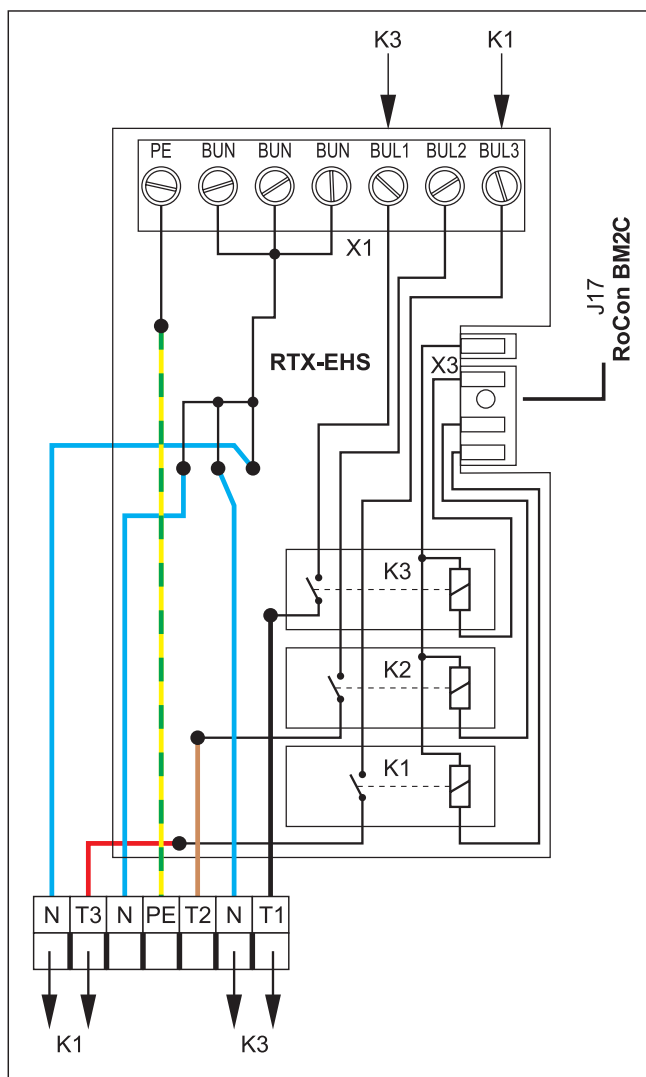 K3 K1
PE BUN BUN BUN BUL1 BUL2 BUL3
X1
J17
RoCon BM2C
RTX-EHS
X3
K3
K2
K1
N T3 N PE T2 N T1
K1 K3